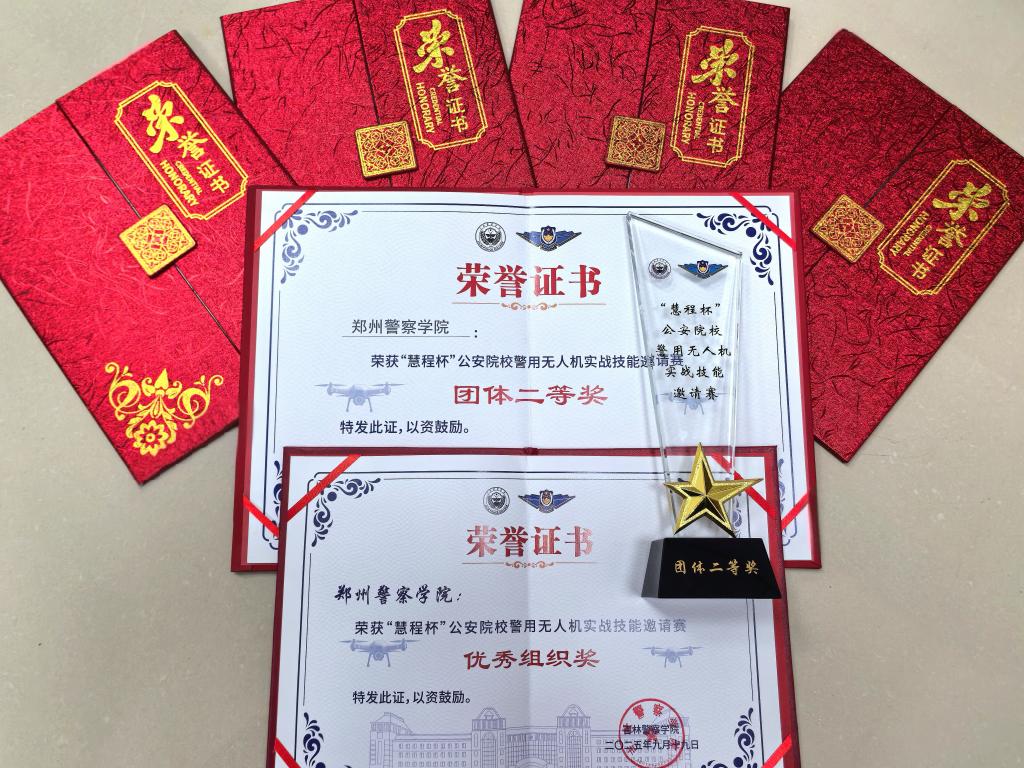 荣誉证书
CREDENTIAL
HONORARY
荣誉证书
CREDENTIAL
HONORARY
荣誉证书
CREDENTIAL
HONORARY
荣誉证书
CREDENTIAL
HONORARY
荣誉证书
郑州警察学院：
荣获“慧程杯”公安院校警用无人机实战技能邀请赛
团体二等奖
特发此证，以资鼓励。
“慧程杯”
公安院校
警用无人机
实战技能
邀请赛
团体二等奖
荣誉证书
郑州警察学院：
荣获“慧程杯”公安院校警用无人机实战技能邀请赛
优秀组织奖
特发此证，以资鼓励。
吉林警察学院
二〇二五年九月十九日